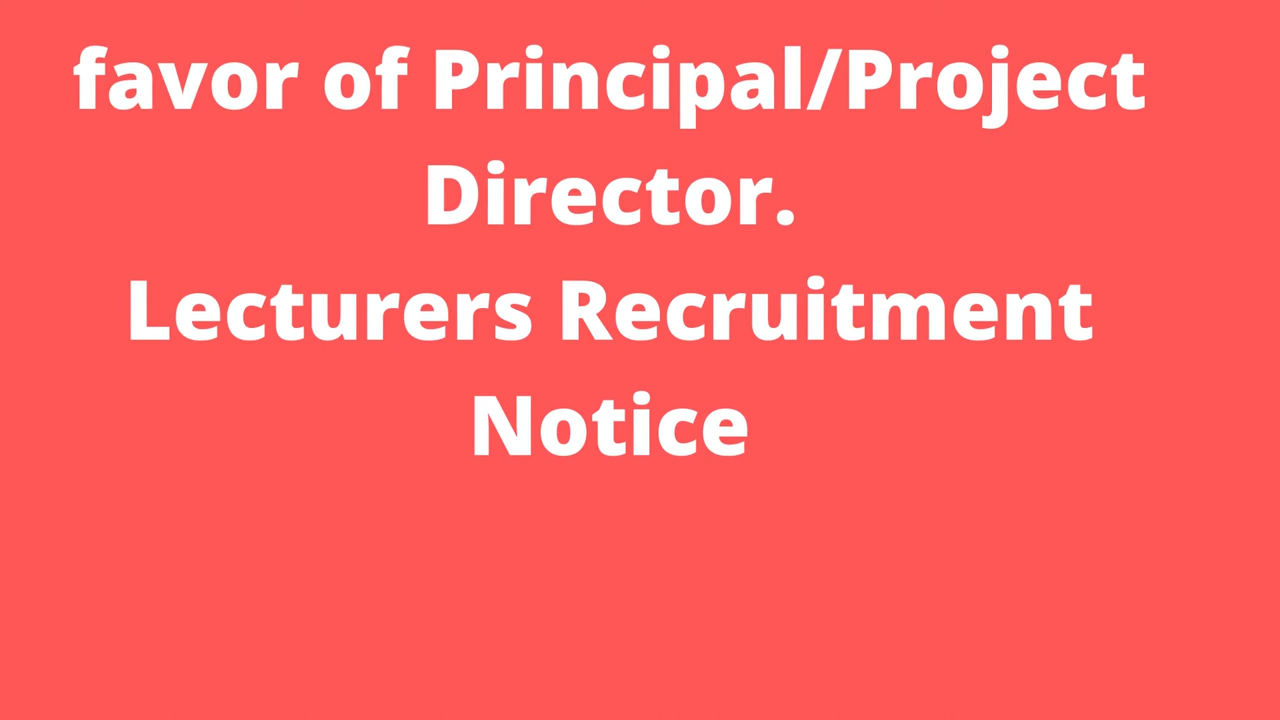 favor of Principal/Project
Director.
Lecturers Recruitment
Notice